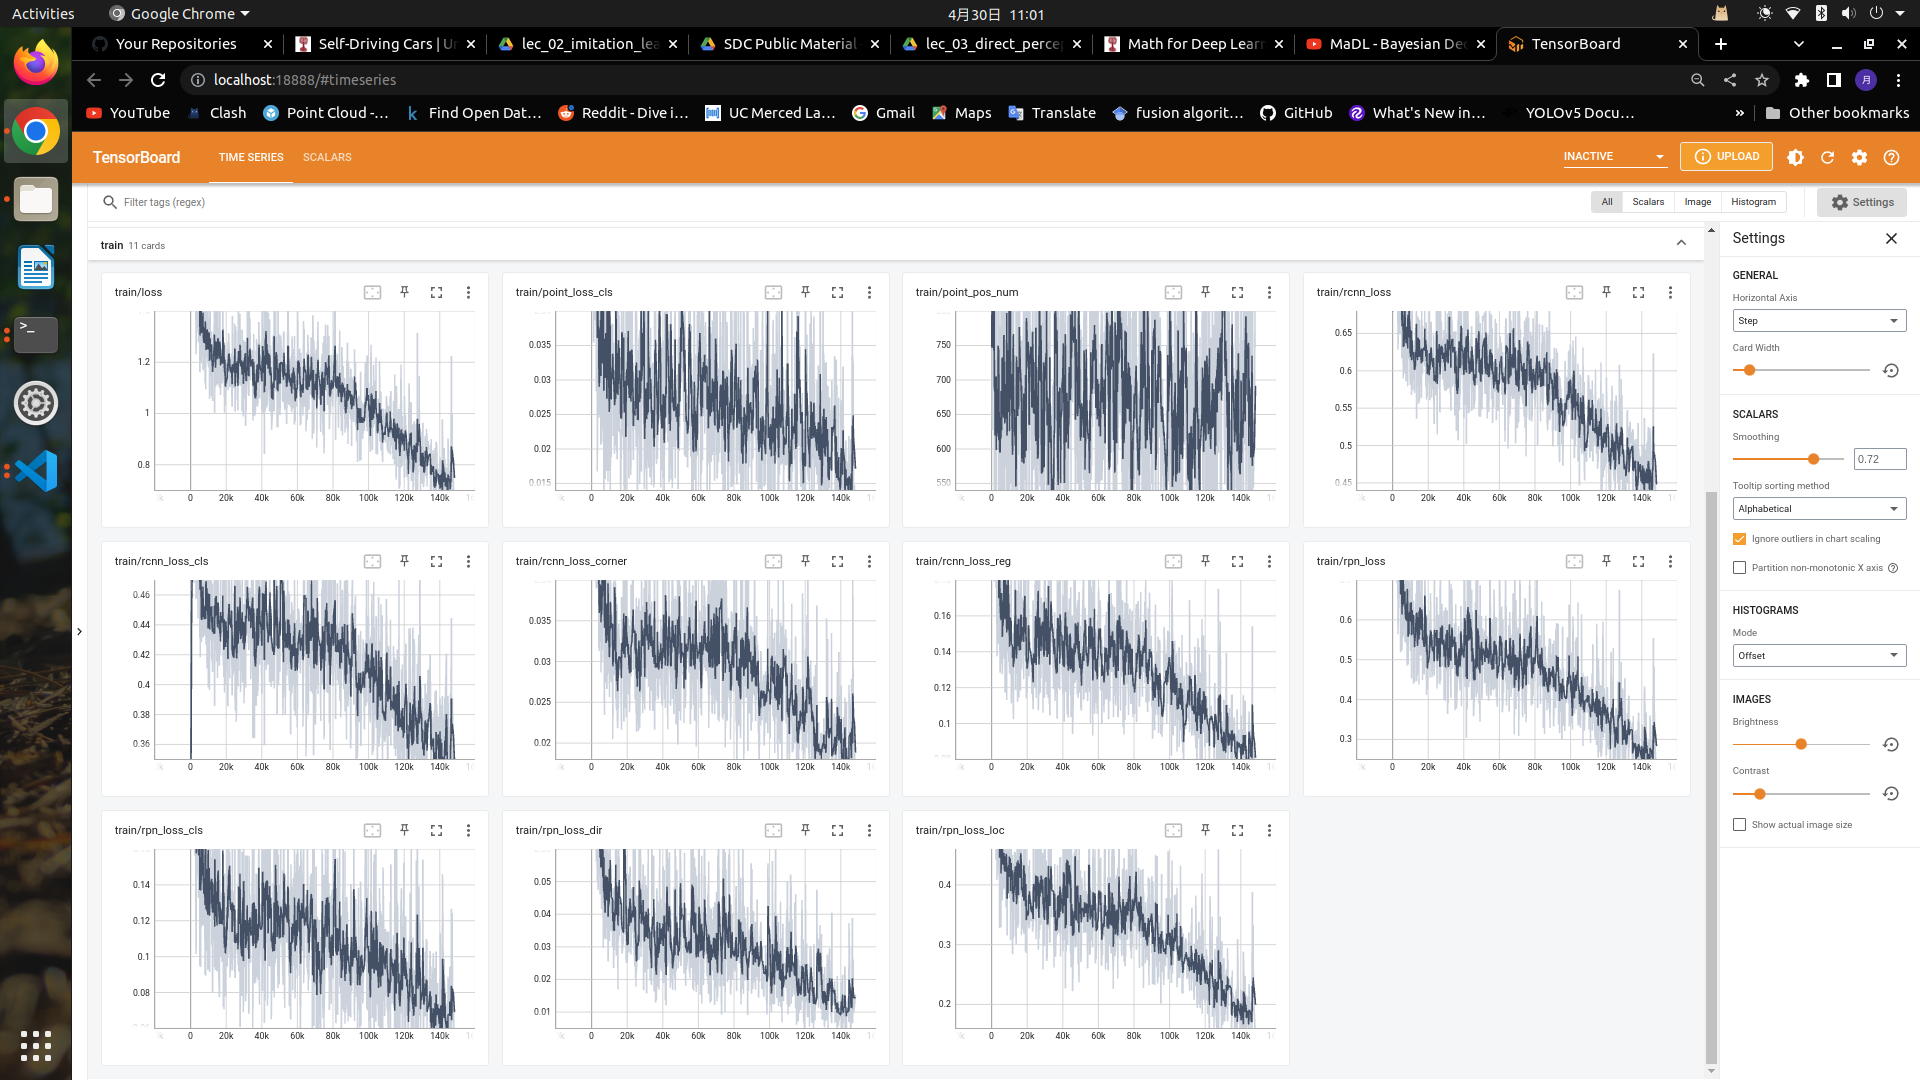 Activities
Google Chrome
4月30日 11:01
Your Repositories
Self-Driving Cars | Un
lec_02_imitation_lea
SDC Public Material
lec_03_direct_percep
Math for Deep Learn
MaDL - Bayesian Dec
TensorBoard
localhost:18888/#timeseries
月
YouTube
Clash
Point Cloud -...
Find Open Dat...
Reddit - Dive i...
UC Merced La...
Gmail
Maps
Translate
fusion algorit...
GitHub
What's New in...
YOLOv5 Docu...
»
Other bookmarks
TensorBoard
TIME SERIES
SCALARS
INACTIVE
UPLOAD
Filter tags (regex)
All
Scalars
Image
Histogram
Settings
train 11 cards
train/loss
1.2
1
0.8
0 20k 40k 60k 80k 100k 120k 140k
train/point_loss_cls
0.035
0.03
0.025
0.02
0.015
0 20k 40k 60k 80k 100k 120k 140k
train/point_pos_num
750
700
650
600
550
0 20k 40k 60k 80k 100k 120k 140k
train/rcnn_loss
0.65
0.6
0.55
0.5
0.45
0 20k 40k 60k 80k 100k 120k 140k
train/rcnn_loss_cls
0.46
0.44
0.42
0.4
0.38
0.36
0 20k 40k 60k 80k 100k 120k 140k
train/rcnn_loss_corner
0.035
0.03
0.025
0.02
0 20k 40k 60k 80k 100k 120k 140k
train/rcnn_loss_reg
0.16
0.14
0.12
0.1
0 20k 40k 60k 80k 100k 120k 140k
train/rpn_loss
0.6
0.5
0.4
0.3
0 20k 40k 60k 80k 100k 120k 140k
train/rpn_loss_cls
0.14
0.12
0.1
0.08
0 20k 40k 60k 80k 100k 120k 140k
train/rpn_loss_dir
0.05
0.04
0.03
0.02
0.01
0 20k 40k 60k 80k 100k 120k 140k
train/rpn_loss_loc
0.4
0.3
0.2
0 20k 40k 60k 80k 100k 120k 140k
Settings
GENERAL
Horizontal Axis
Step
Card Width
SCALARS
Smoothing
0.72
Tooltip sorting method
Alphabetical
Ignore outliers in chart scaling
Partition non-monotonic X axis
HISTOGRAMS
Mode
Offset
IMAGES
Brightness
Contrast
Show actual image size